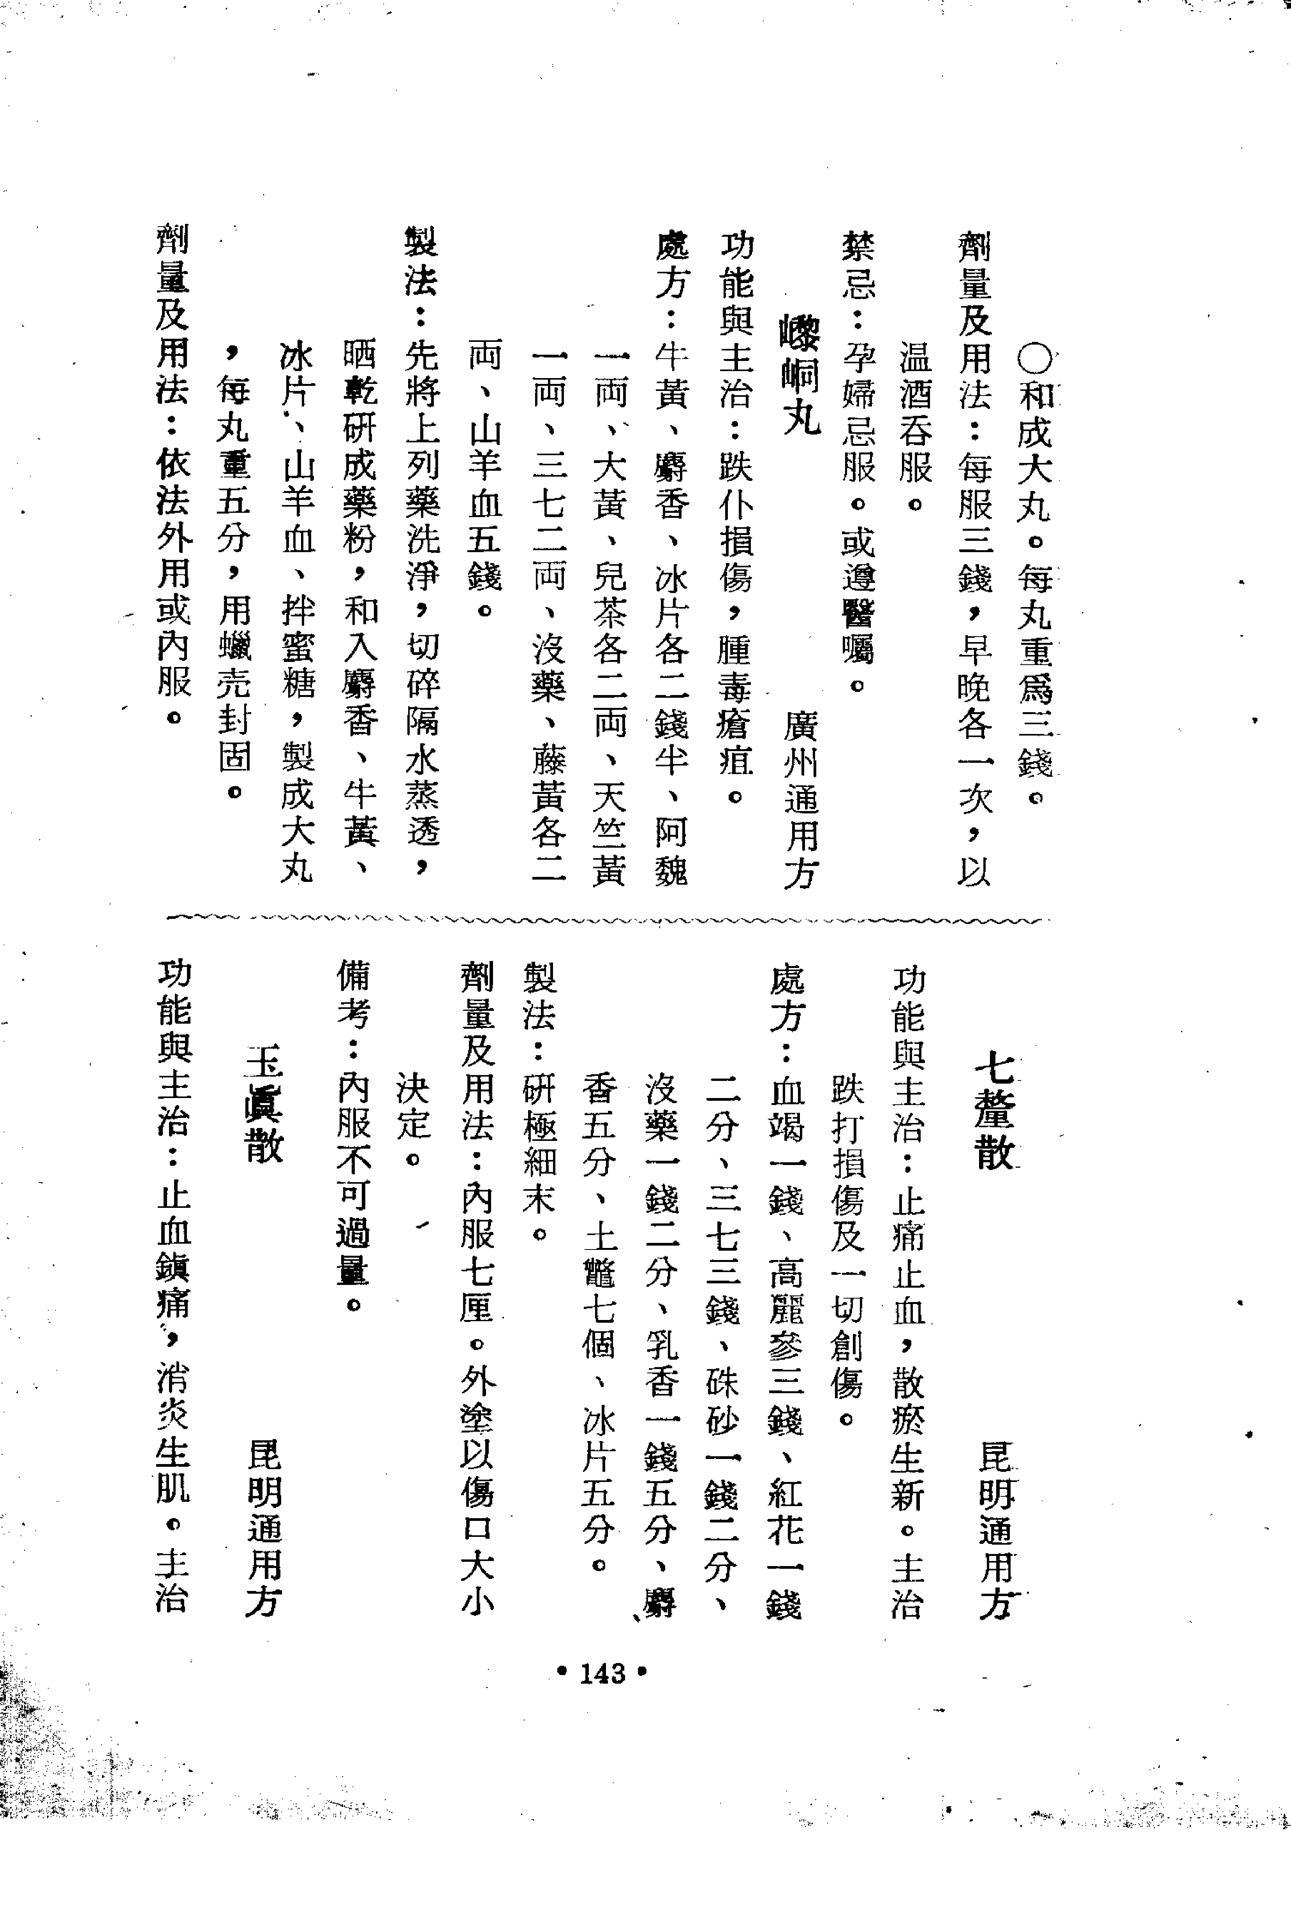 〇和成大丸。每丸重爲三錢。
劑量及用法：每服三錢，早晚各一次，以
温酒吞服。
禁忌：孕婦忌服。或遵醫囑。
嚟峒丸　廣州通用方
功能與主治：跌仆損傷，腫毒瘡疽。
處方：牛黃、麝香、冰片各二錢半、阿魏
一両、大黃、兒茶各二両、天竺黃
一両、三七二両、沒藥、藤黃各二
両、山羊血五錢。
製法：先將上列藥洗淨，切碎隔水蒸透，
晒乾研成藥粉，和入麝香、牛黃、
冰片、山羊血、拌蜜糖，製成大丸
，每丸重五分，用蠟壳封固。
劑量及用法：依法外用或內服。
七釐散　昆明通用方
功能與主治：止痛止血，散瘀生新。主治
跌打損傷及一切創傷。
處方：血竭一錢、高麗參三錢、紅花一錢
二分、三七三錢、硃砂一錢二分、
沒藥一錢二分、乳香一錢五分、麝
香五分、土鼈七個、冰片五分。
製法：研極細末。
劑量及用法：內服七厘。外塗以傷口大小
決定。
備考：內服不可過量。
玉眞散　昆明通用方
功能與主治：止血鎭痛，消炎生肌。主治
•143•